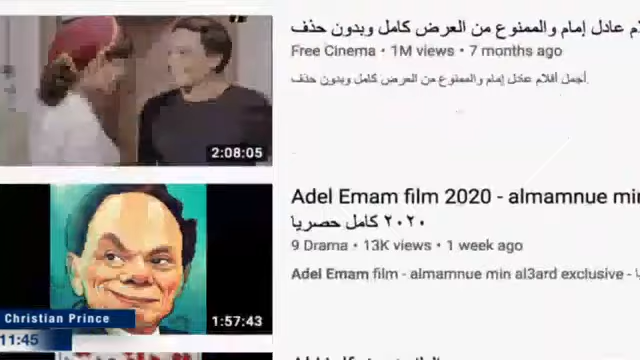 لام عادل إمام والممنوع من العرض كامل وبدون حذف
Free Cinema • 1M views • 7 months ago
أجمل أفلام عادل إمام والممنوع من العرض كامل وبدون حذف.
2:08:05
Adel Emam film 2020 - almamnue min
٢٠٢٠ كامل حصريا
9 Drama • 13K views • 1 week ago
Adel Emam film - almamnue min al3ard exclusive -
1:57:43
Christian Prince
11:45